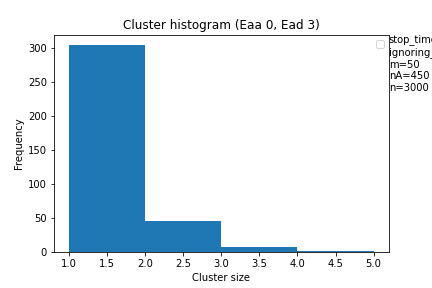 Cluster histogram (Eaa 0, Ead 3)
300
250
200
150
100
50
0
Frequency
1.0 1.5 2.0 2.5 3.0 3.5 4.0 4.5 5.0
Cluster size
stop_time
ignoring_
m=50
nA=450
n=3000